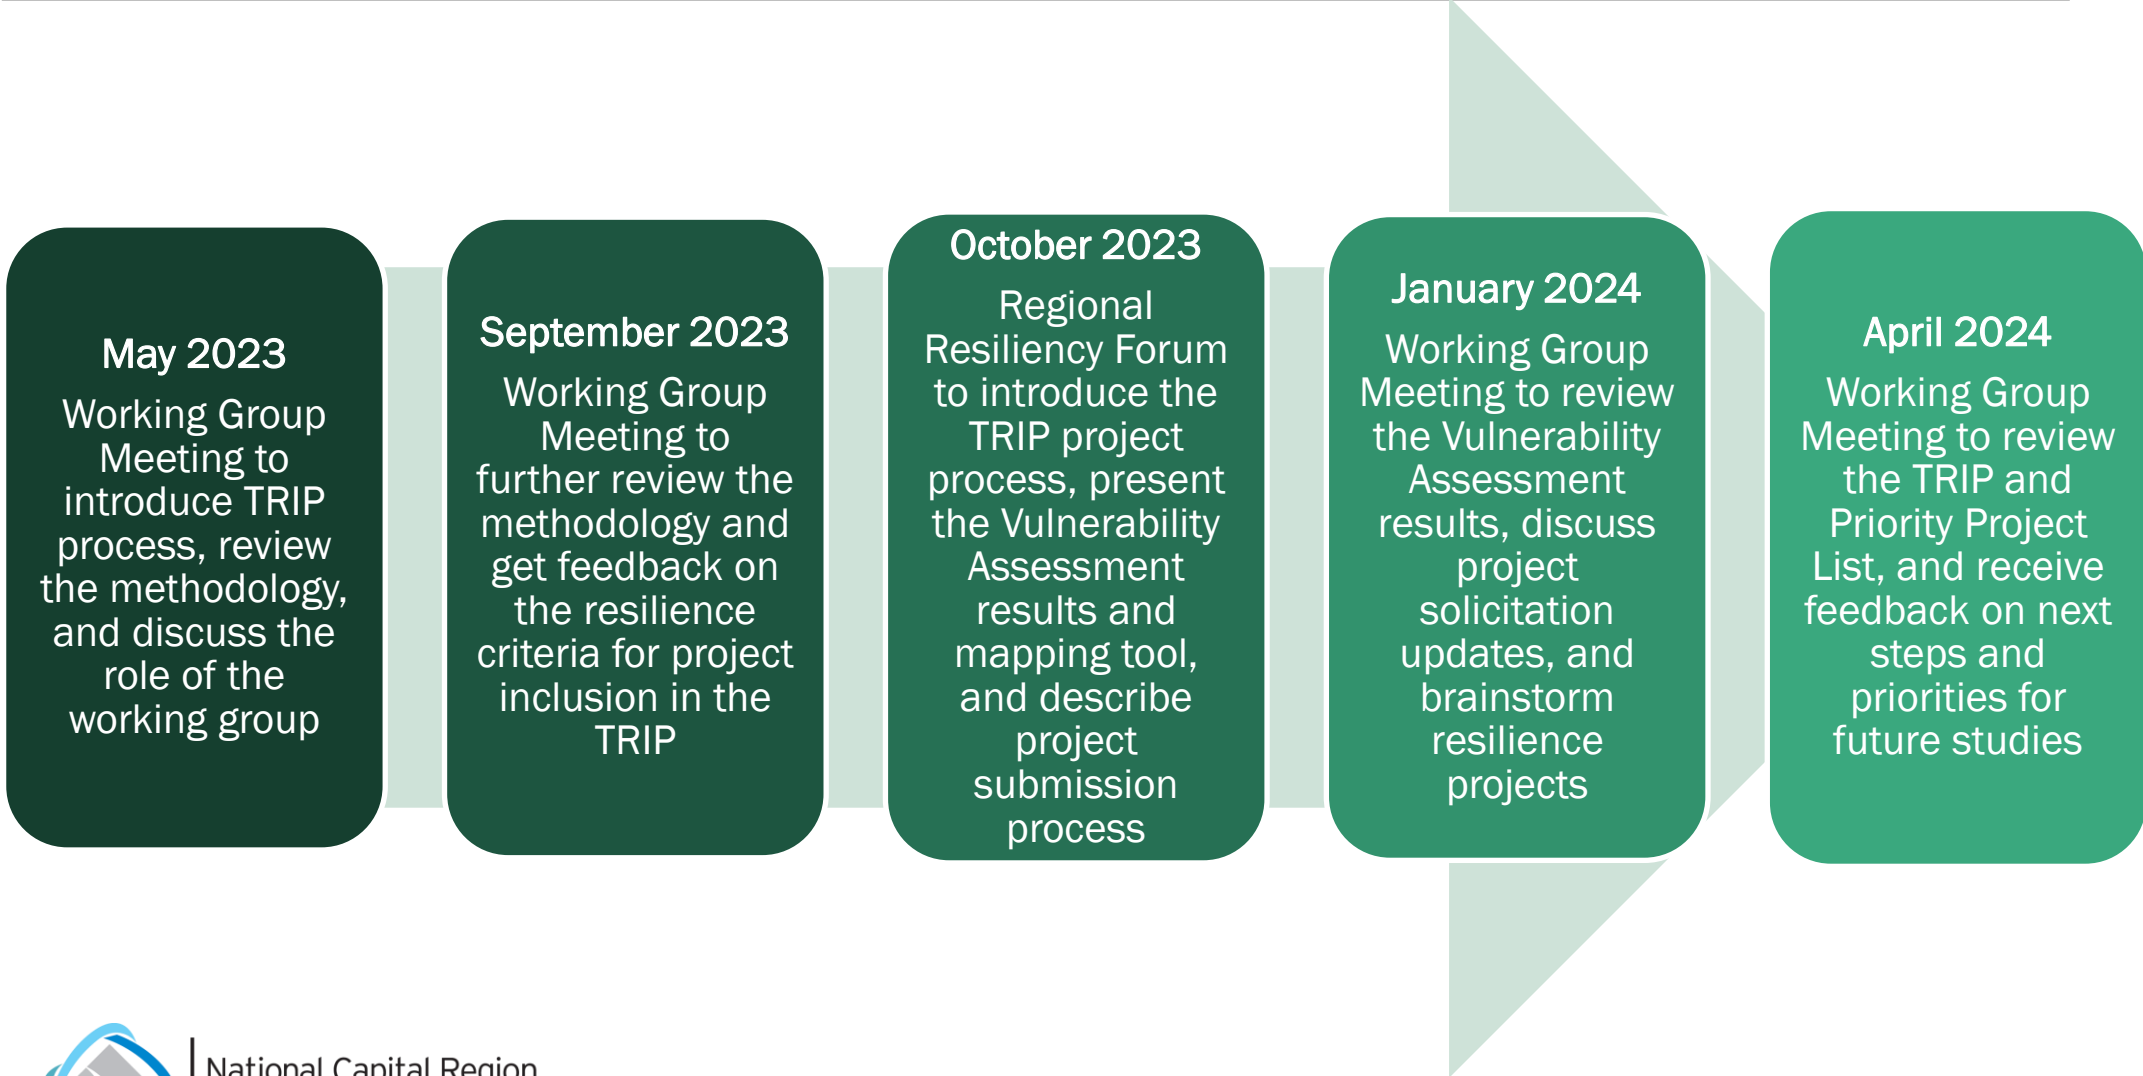 May 2023
Working Group
Meeting to
introduce TRIP
process, review
the methodology,
and discuss the
role of the
working group
September 2023
Working Group
Meeting to
further review the
methodology and
get feedback on
the resilience
criteria for project
inclusion in the
TRIP
October 2023
Regional
Resiliency Forum
to introduce the
TRIP project
process, present
the Vulnerability
Assessment
results and
mapping tool,
and describe
project
submission
process
January 2024
Working Group
Meeting to review
the Vulnerability
Assessment
results, discuss
project
solicitation
updates, and
brainstorm
resilience
projects
April 2024
Working Group
Meeting to review
the TRIP and
Priority Project
List, and receive
feedback on next
steps and
priorities for
future studies
National Capital Region